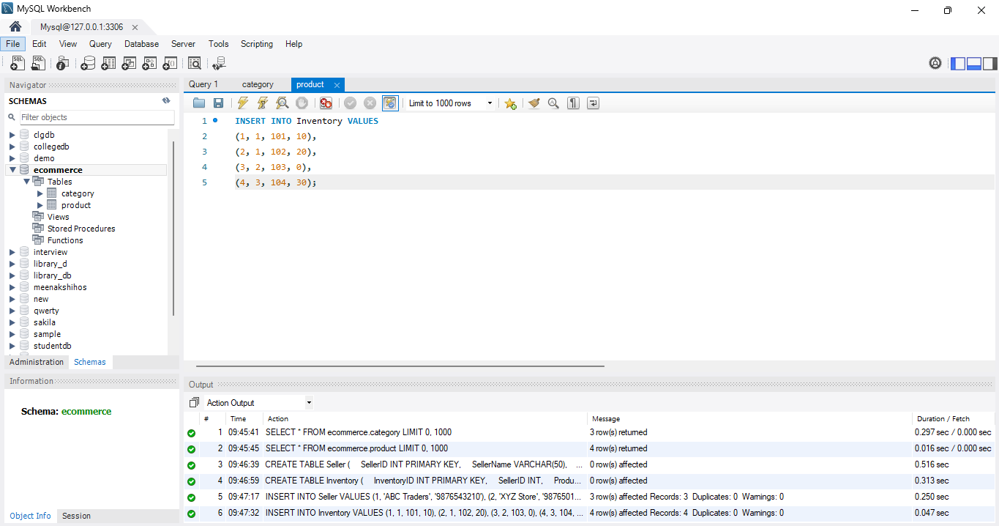 MySQL Workbench
Mysql@127.0.0.1:3306
File Edit View Query Database Server Tools Scripting Help
Navigator
SCHEMAS
Filter objects
clgdb
collegedb
demo
ecommerce
Tables
category
product
Views
Stored Procedures
Functions
interview
library_d
library_db
meenakshihos
new
qwerty
sakila
sample
studentdb
Administration Schemas
Information
Schema: ecommerce
Object Info Session
Query 1 category product
Limit to 1000 rows
1 INSERT INTO Inventory VALUES
2 (1, 1, 101, 10),
3 (2, 1, 102, 20),
4 (3, 2, 103, 0),
5 (4, 3, 104, 30);
Output
Action Output
# Time Action Message Duration / Fetch
1 09:45:41 SELECT * FROM ecommerce.category LIMIT 0, 1000 3 row(s) returned 0.297 sec / 0.000 sec
2 09:45:45 SELECT * FROM ecommerce.product LIMIT 0, 1000 4 row(s) returned 0.016 sec / 0.000 sec
3 09:46:39 CREATE TABLE Seller ( SellerID INT PRIMARY KEY, SellerName VARCHAR(50), ... 0 row(s) affected 0.516 sec
4 09:46:59 CREATE TABLE Inventory ( InventoryID INT PRIMARY KEY, SellerID INT, Produ... 0 row(s) affected 0.313 sec
5 09:47:17 INSERT INTO Seller VALUES (1, 'ABC Traders', '9876543210'), (2, 'XYZ Store', '9876501... 3 row(s) affected Records: 3 Duplicates: 0 Warnings: 0 0.250 sec
6 09:47:32 INSERT INTO Inventory VALUES (1, 1, 101, 10), (2, 1, 102, 20), (3, 2, 103, 0), (4, 3, 104, ... 4 row(s) affected Records: 4 Duplicates: 0 Warnings: 0 0.047 sec